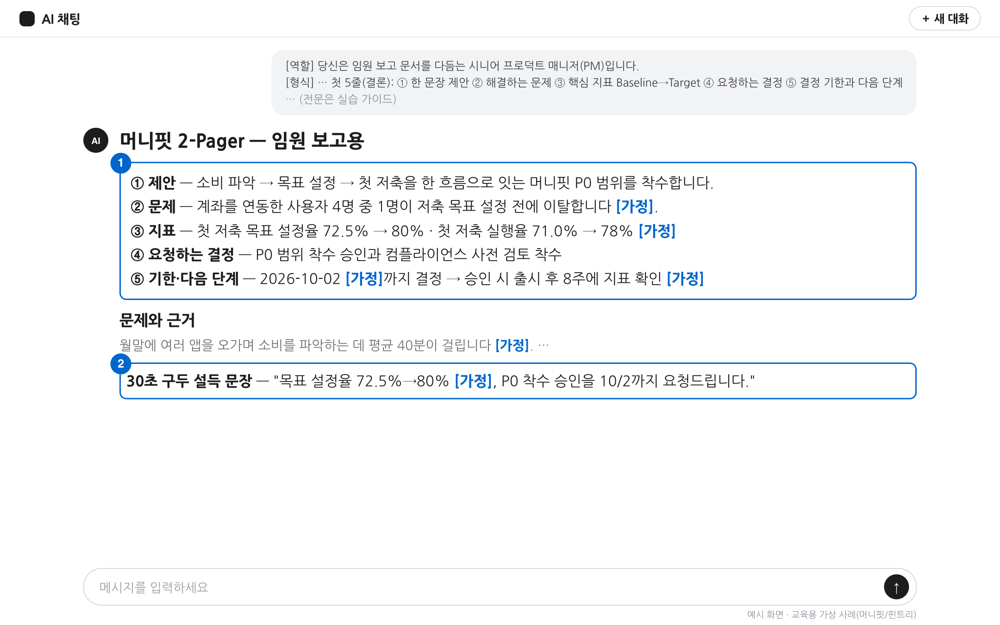 AI 채팅
+ 새 대화
[역할] 당신은 임원 보고 문서를 다듬는 시니어 프로덕트 매니저(PM)입니다.
[형식] … 첫 5줄(결론): ① 한 문장 제안 ② 해결하는 문제 ③ 핵심 지표 Baseline→Target ④ 요청하는 결정 ⑤ 결정 기한과 다음 단계
… (전문은 실습 가이드)
AI
머니핏 2-Pager — 임원 보고용
1
① 제안 — 소비 파악 → 목표 설정 → 첫 저축을 한 흐름으로 잇는 머니핏 P0 범위를 착수합니다.
② 문제 — 계좌를 연동한 사용자 4명 중 1명이 저축 목표 설정 전에 이탈합니다 [가정].
③ 지표 — 첫 저축 목표 설정율 72.5% → 80% · 첫 저축 실행율 71.0% → 78% [가정]
④ 요청하는 결정 — P0 범위 착수 승인과 컴플라이언스 사전 검토 착수
⑤ 기한·다음 단계 — 2026-10-02 [가정]까지 결정 → 승인 시 출시 후 8주에 지표 확인 [가정]
문제와 근거
월말에 여러 앱을 오가며 소비를 파악하는 데 평균 40분이 걸립니다 [가정]. …
2
30초 구두 설득 문장 — "목표 설정율 72.5%→80% [가정], P0 착수 승인을 10/2까지 요청드립니다."
메시지를 입력하세요
↑
예시 화면 · 교육용 가상 사례(머니핏/핀트리)